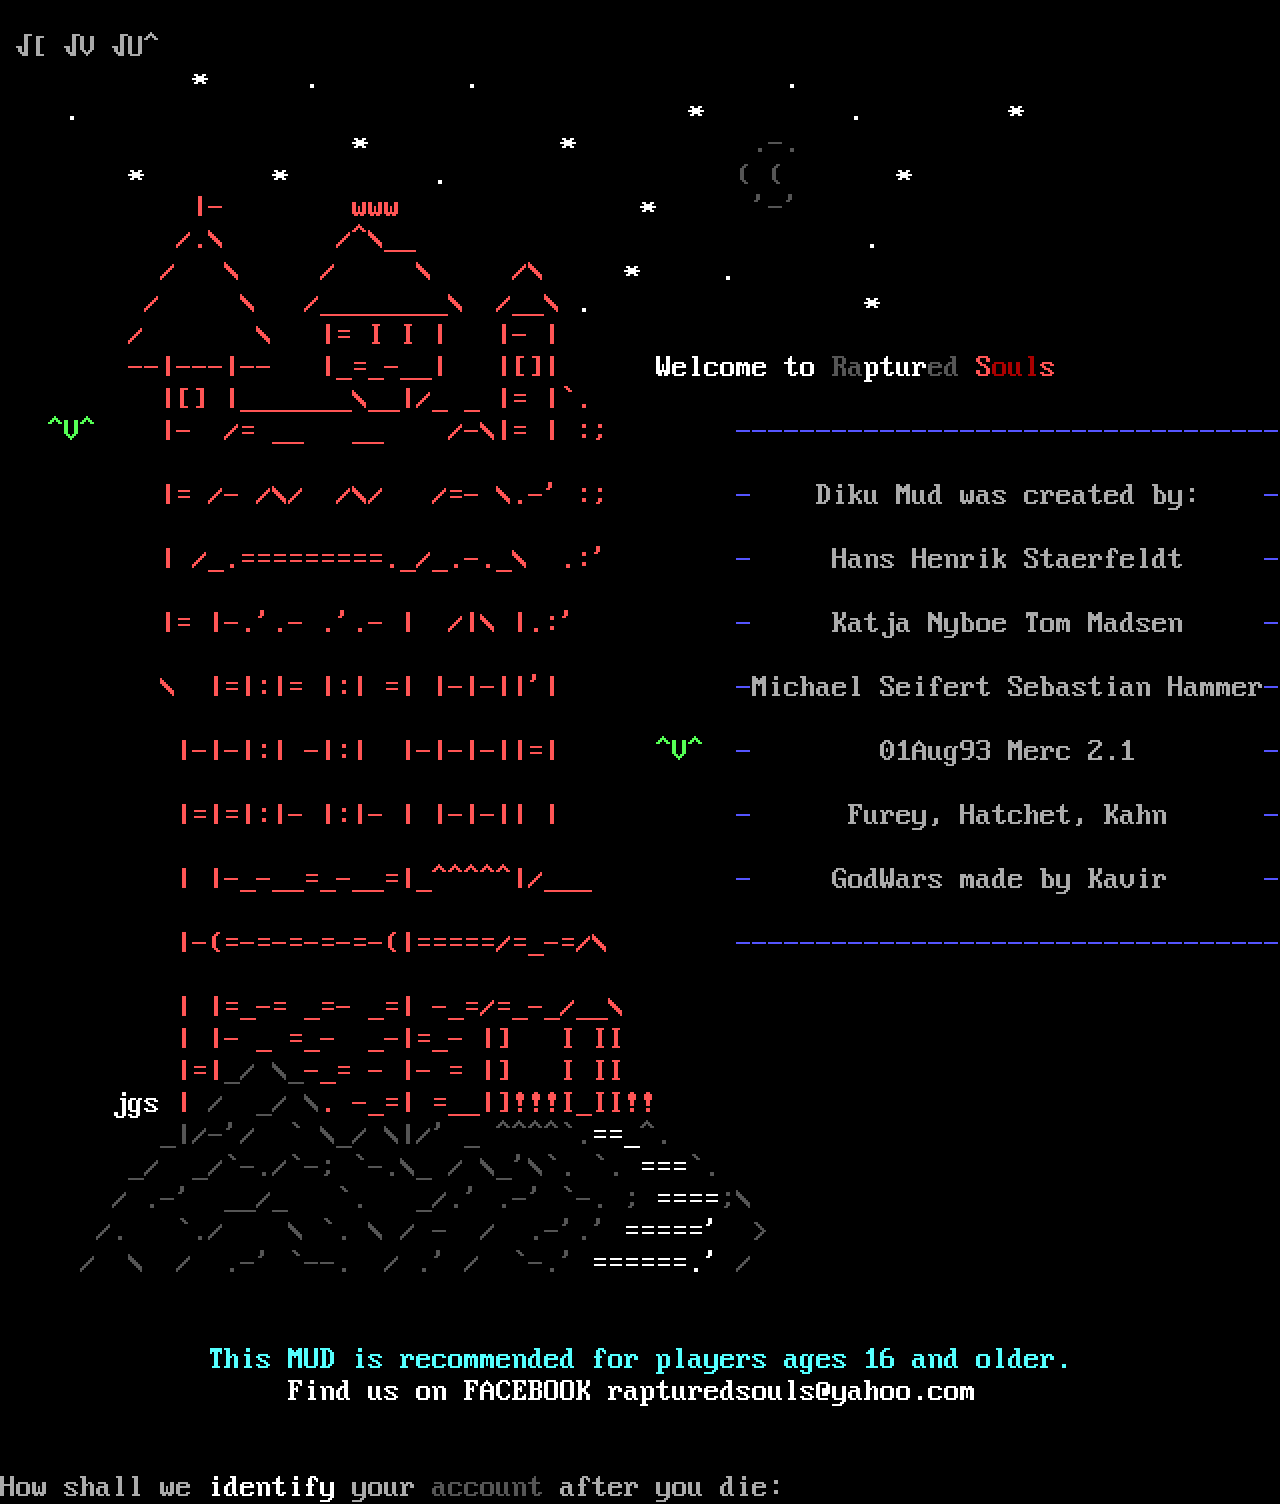 Welcome to Raptured Souls
Diku Mud was created by:
Hans Henrik Staerfeldt
Katja Nyboe Tom Madsen
Michael Seifert Sebastian Hammer
01Aug93 Merc 2.1
Furey, Hatchet, Kahn
GodWars made by Kavir
jgs
This MUD is recommended for players ages 16 and older.
Find us on FACEBOOK rapturedsouls@yahoo.com
How shall we identify your account after you die: